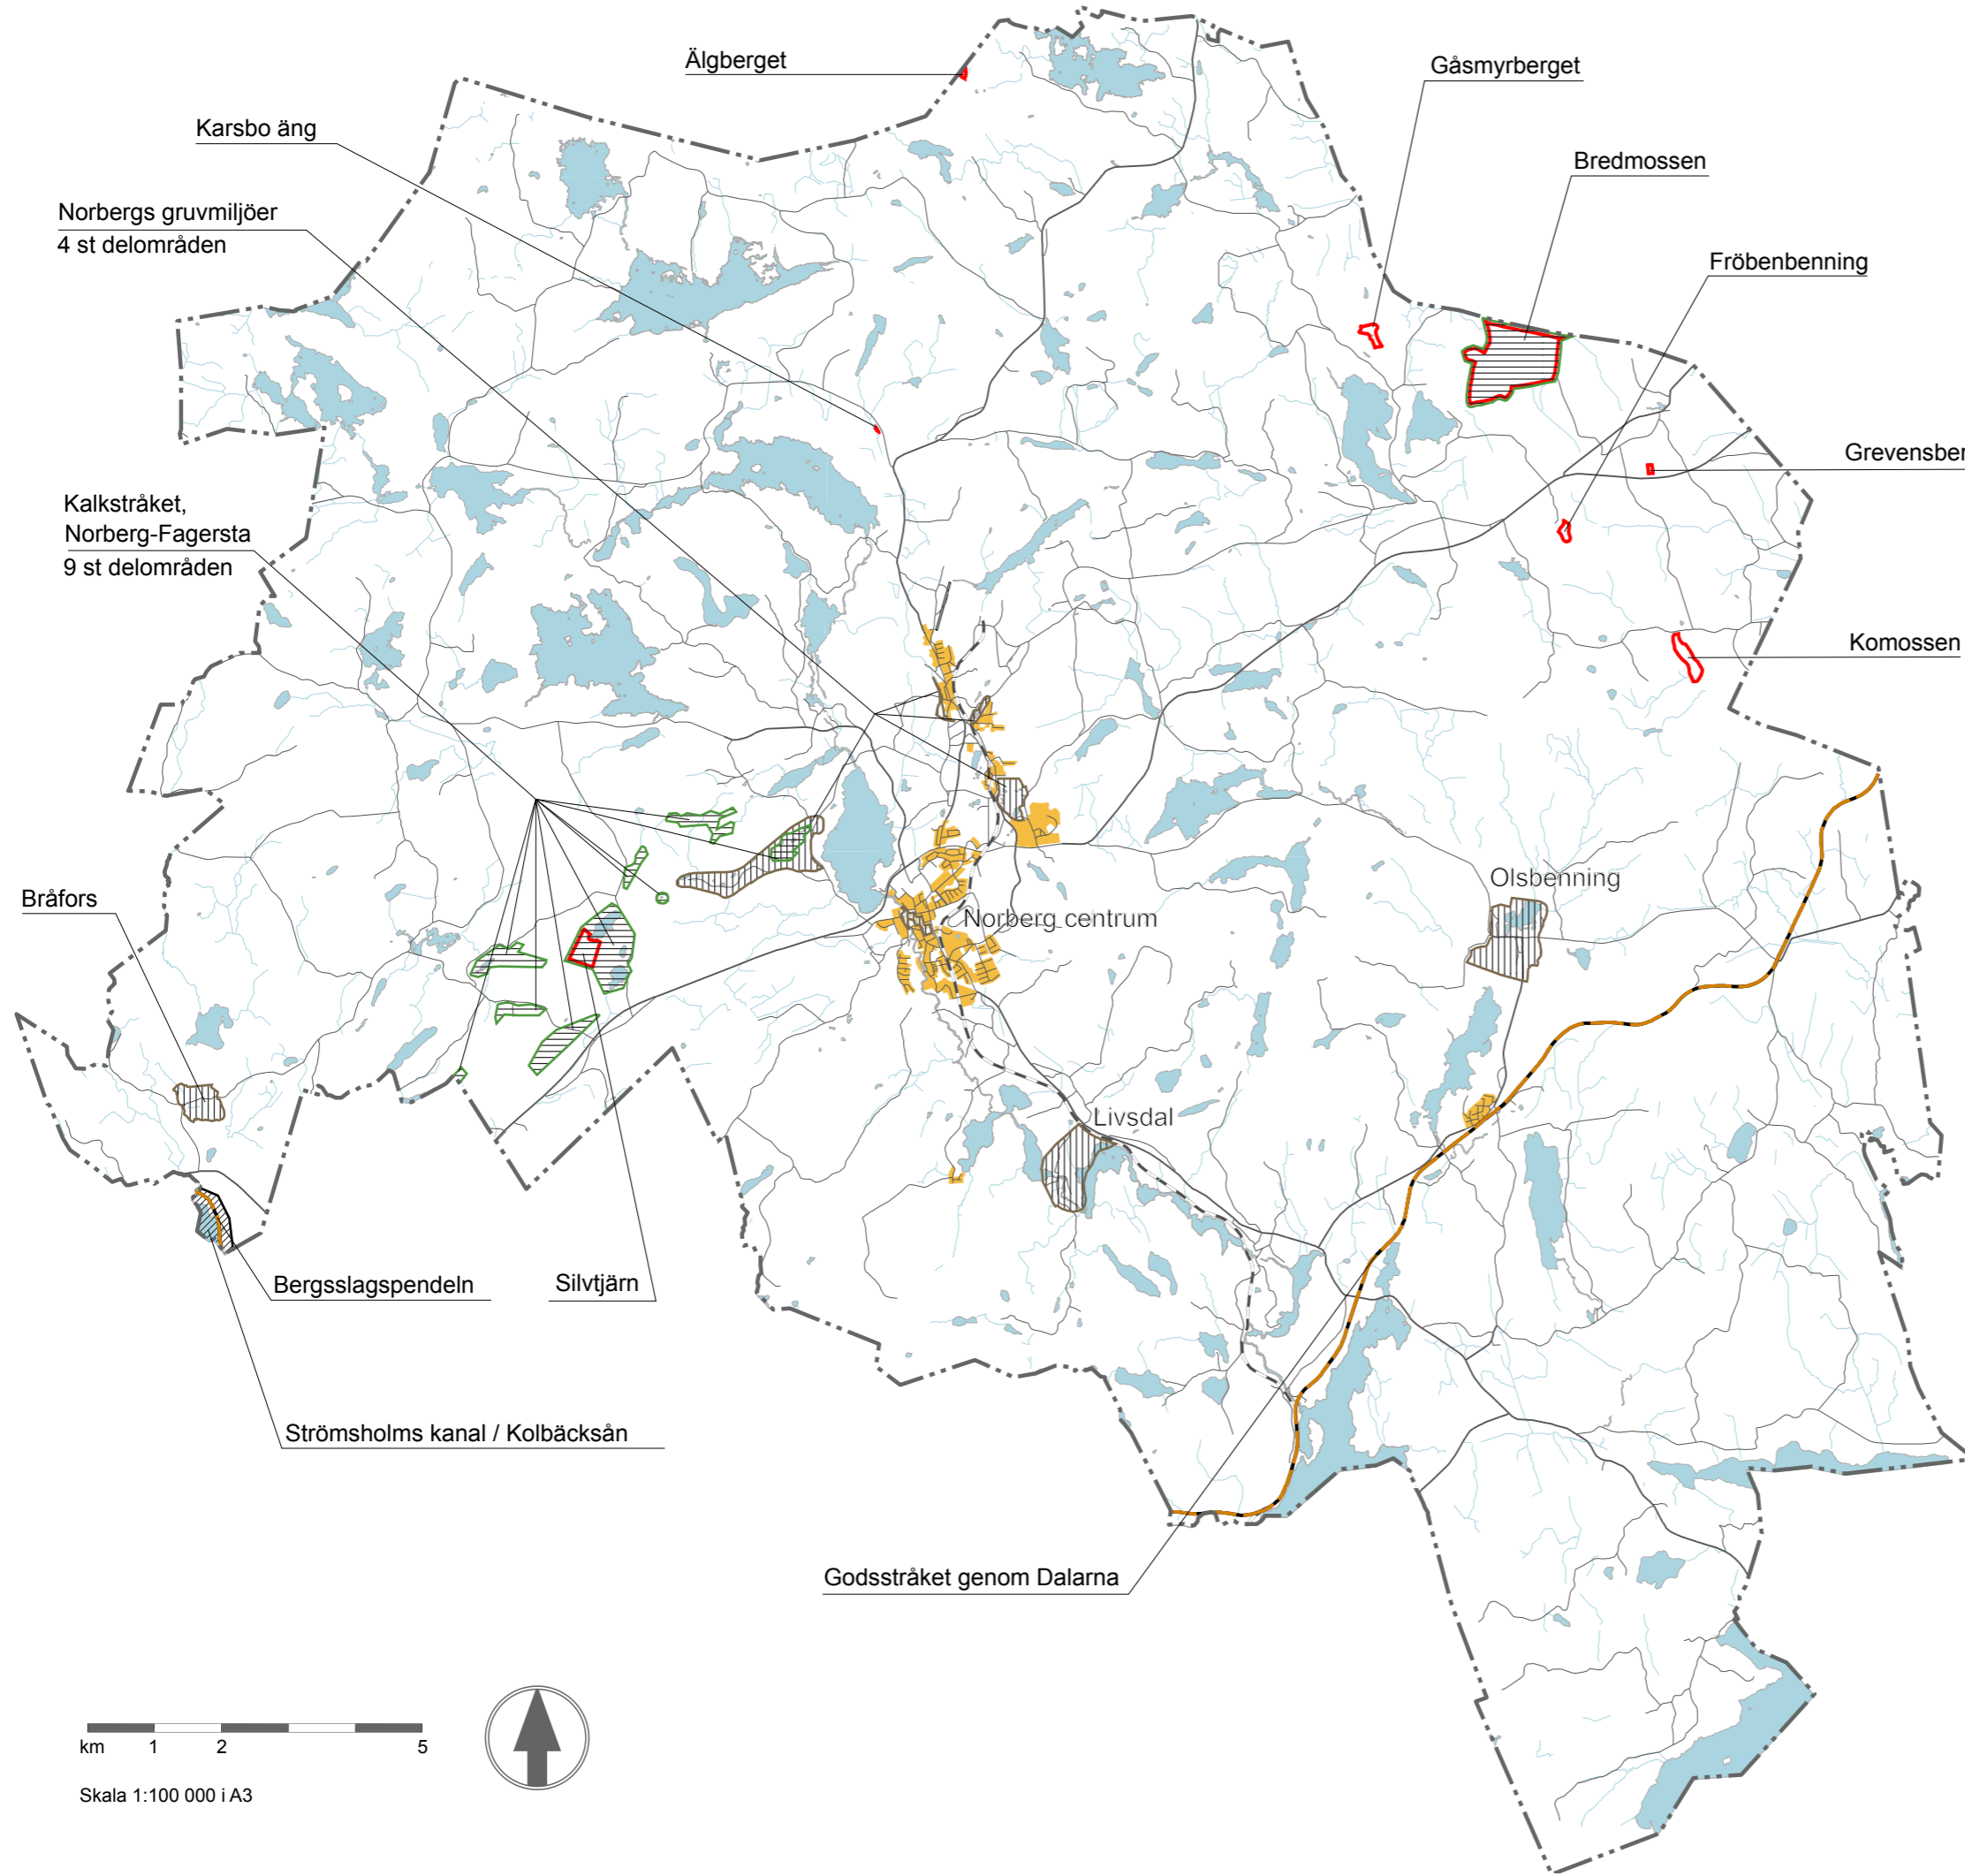 Älgberget
Gåsmyrberget
Karsbo äng
Bredmossen
Norbergs gruvmiljöer
4 st delområden
Fröbenbenning
Grevensber
Kalkstråket,
Norberg-Fagersta
9 st delområden
Komossen
Olsbenning
Bråfors
Norberg centrum
Livsdal
Bergsslagspendeln
Silvtjärn
Strömsholms kanal / Kolbäcksån
Godsstråket genom Dalarna
km 1 2 5
Skala 1:100 000 i A3